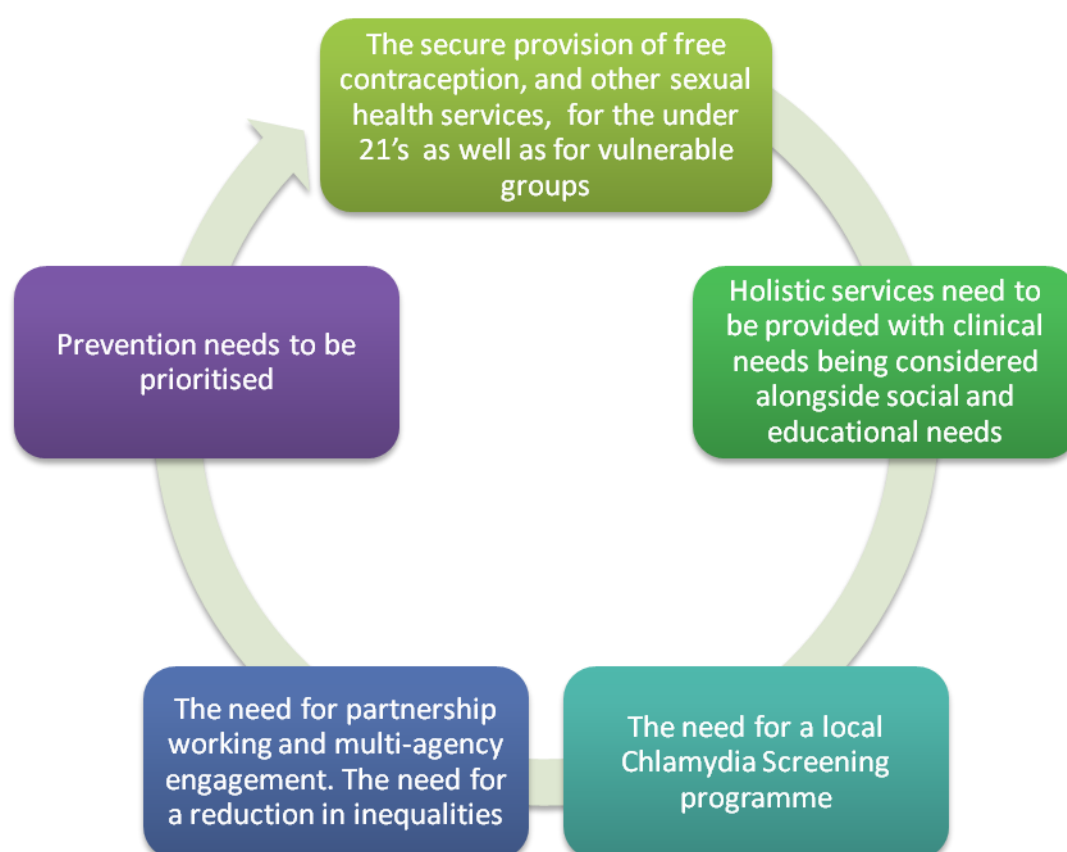 The secure provision of free
contraception, and other sexual
health services,  for the under
21’s  as well as for vulnerable
groups
Holistic services need to
be provided with clinical
needs being considered
alongside social and
educational needs
The need for a local
Chlamydia Screening
programme
The need for partnership
working and multi-agency
engagement. The need for
a reduction in inequalities
Prevention needs to be
prioritised